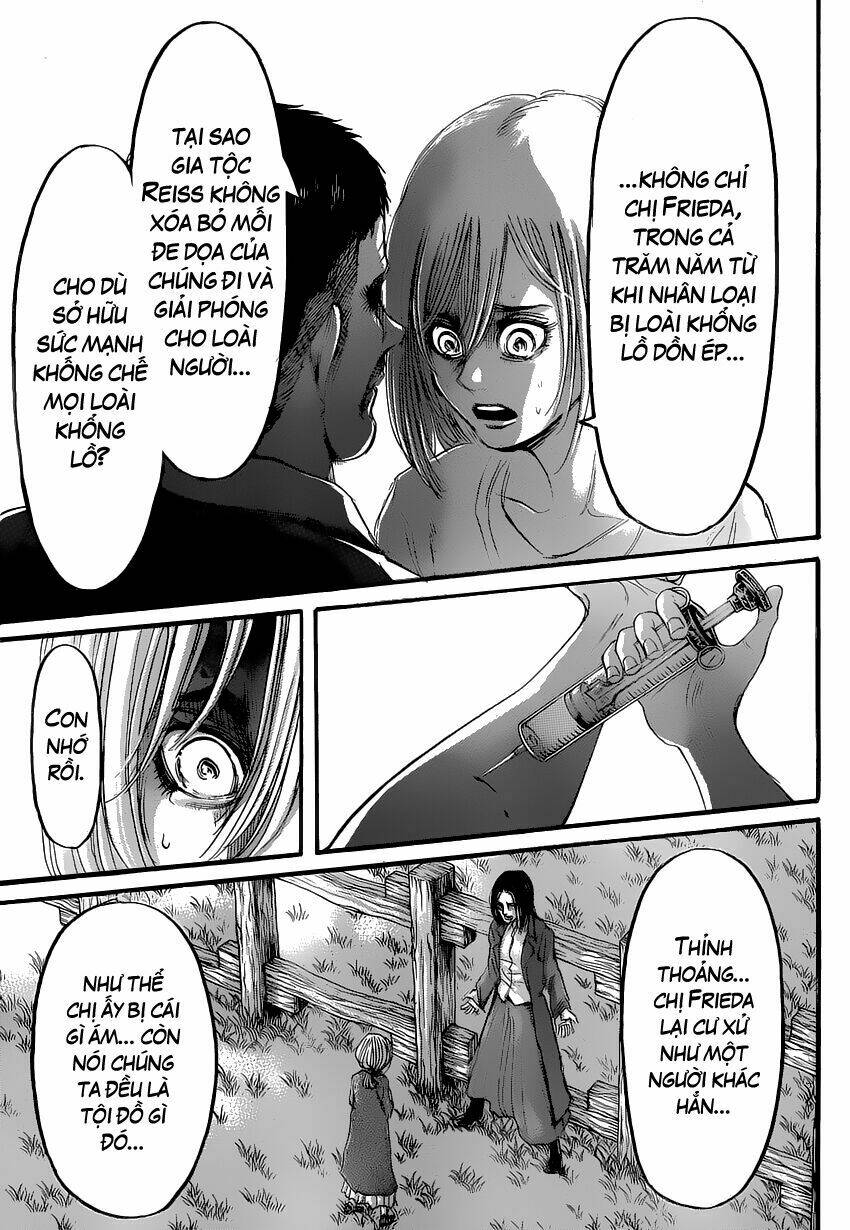 ...KHÔNG CHỈ
CHỊ FRIEDA,
TRONG CẢ
TRĂM NĂM TỪ
KHI NHÂN LOẠI
BỊ LOÀI KHỔNG
LỒ DỒN ÉP...
TẠI SAO
GIA TỘC
REISS KHÔNG
XÓA BỎ MỐI
ĐE DỌA CỦA
CHÚNG ĐI VÀ
GIẢI PHÓNG
CHO LOÀI
NGƯỜI...
CHO DÙ
SỞ HỮU
SỨC MẠNH
KHỐNG CHẾ
MỌI LOÀI
KHỔNG
LỒ?
CON
NHỚ
RỒI.
THỈNH
THOẢNG...
CHỊ FRIEDA
LẠI CƯ XỬ
NHƯ MỘT
NGƯỜI KHÁC
HẲN...
NHƯ THỂ
CHỊ ẤY BỊ CÁI
GÌ ÁM... CÒN
NÓI CHÚNG
TA ĐỀU LÀ
TỘI ĐỒ GÌ
ĐÓ...